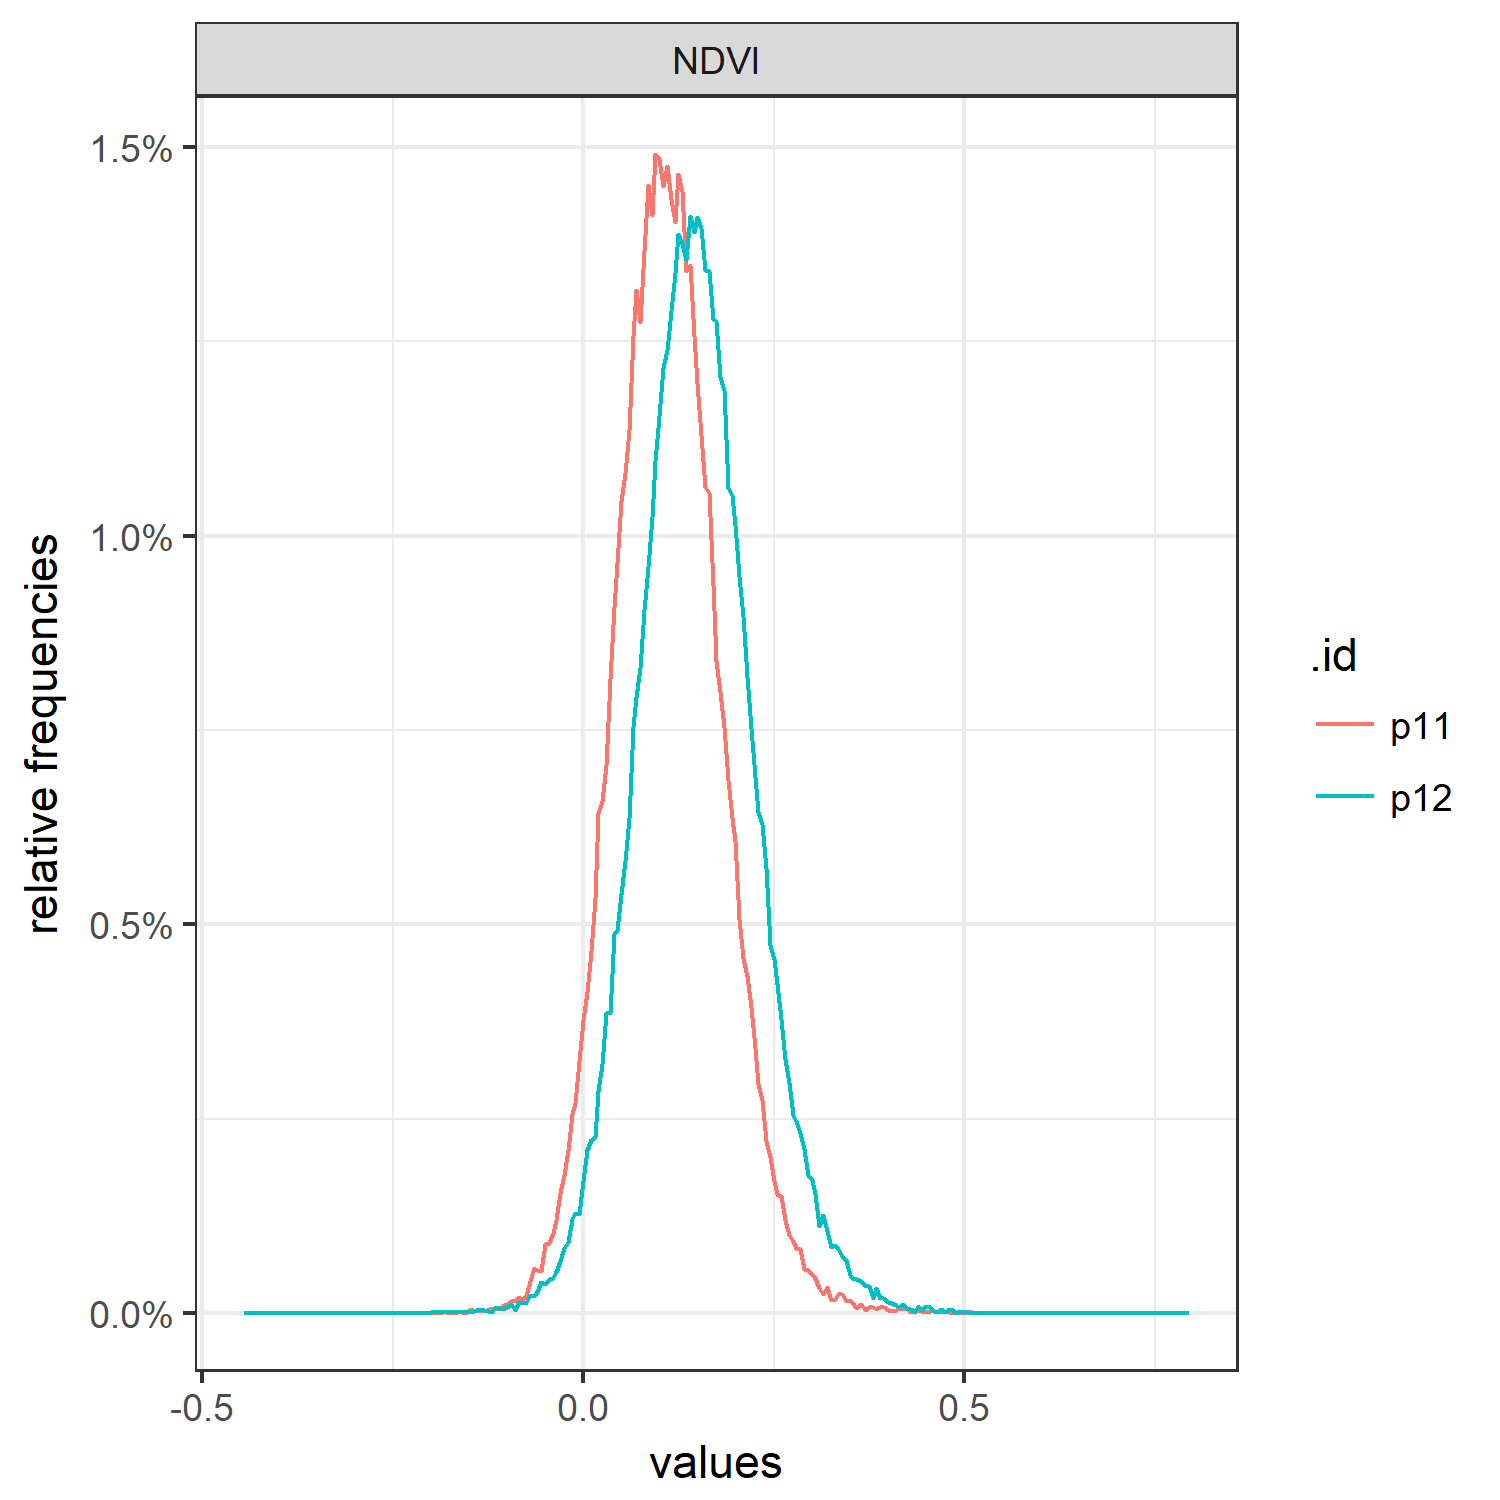 NDVI
1.5%
1.0%
0.5%
0.0%
relative frequencies
-0.5
0.0
0.5
values
.id
p11
p12